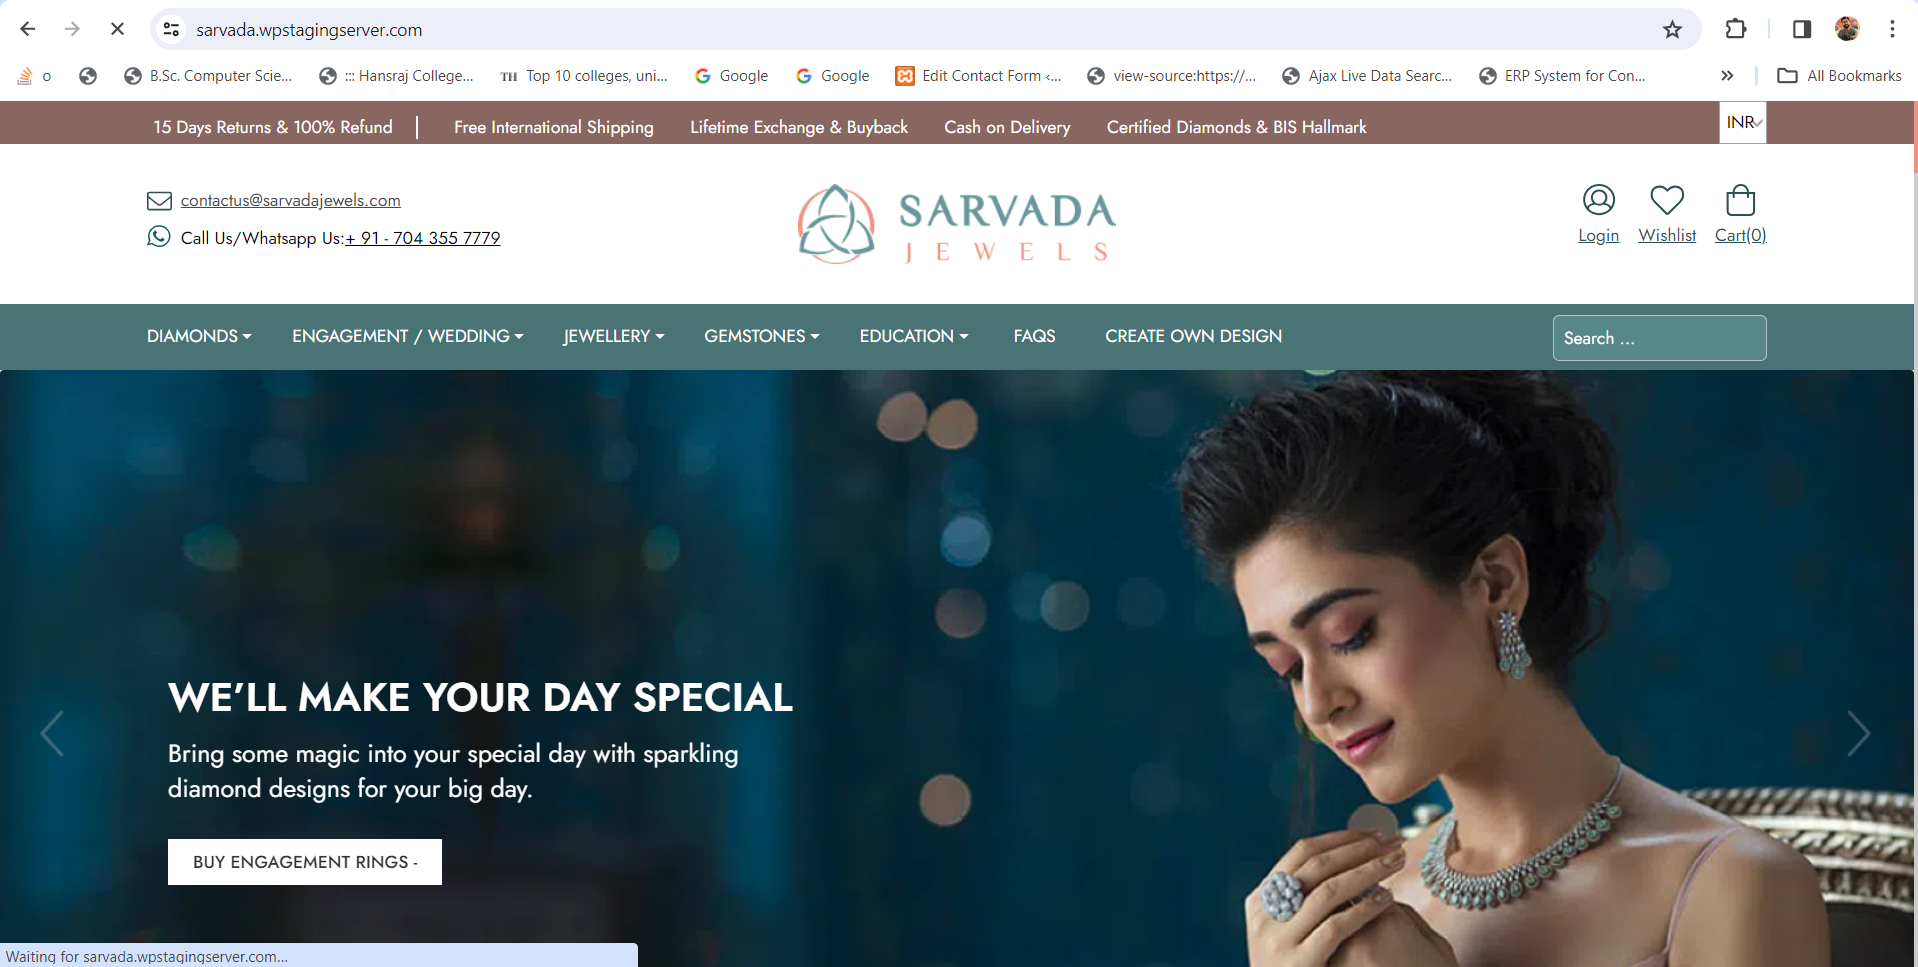 sarvada.wpstagingserver.com
o B.Sc. Computer Scie... ::: Hansraj College... TH Top 10 colleges, uni... Google Google Edit Contact Form ‹... view-source:https://... Ajax Live Data Searc... ERP System for Con... » All Bookmarks
15 Days Returns & 100% Refund | Free International Shipping Lifetime Exchange & Buyback Cash on Delivery Certified Diamonds & BIS Hallmark INR
contactus@sarvadajewels.com
Call Us/Whatsapp Us:+ 91 - 704 355 7779
SARVADA
JEWELS
Login Wishlist Cart(0)
DIAMONDS ENGAGEMENT / WEDDING JEWELLERY GEMSTONES EDUCATION FAQS CREATE OWN DESIGN Search ...
WE’LL MAKE YOUR DAY SPECIAL
Bring some magic into your special day with sparkling
diamond designs for your big day.
BUY ENGAGEMENT RINGS -
Waiting for sarvada.wpstagingserver.com...